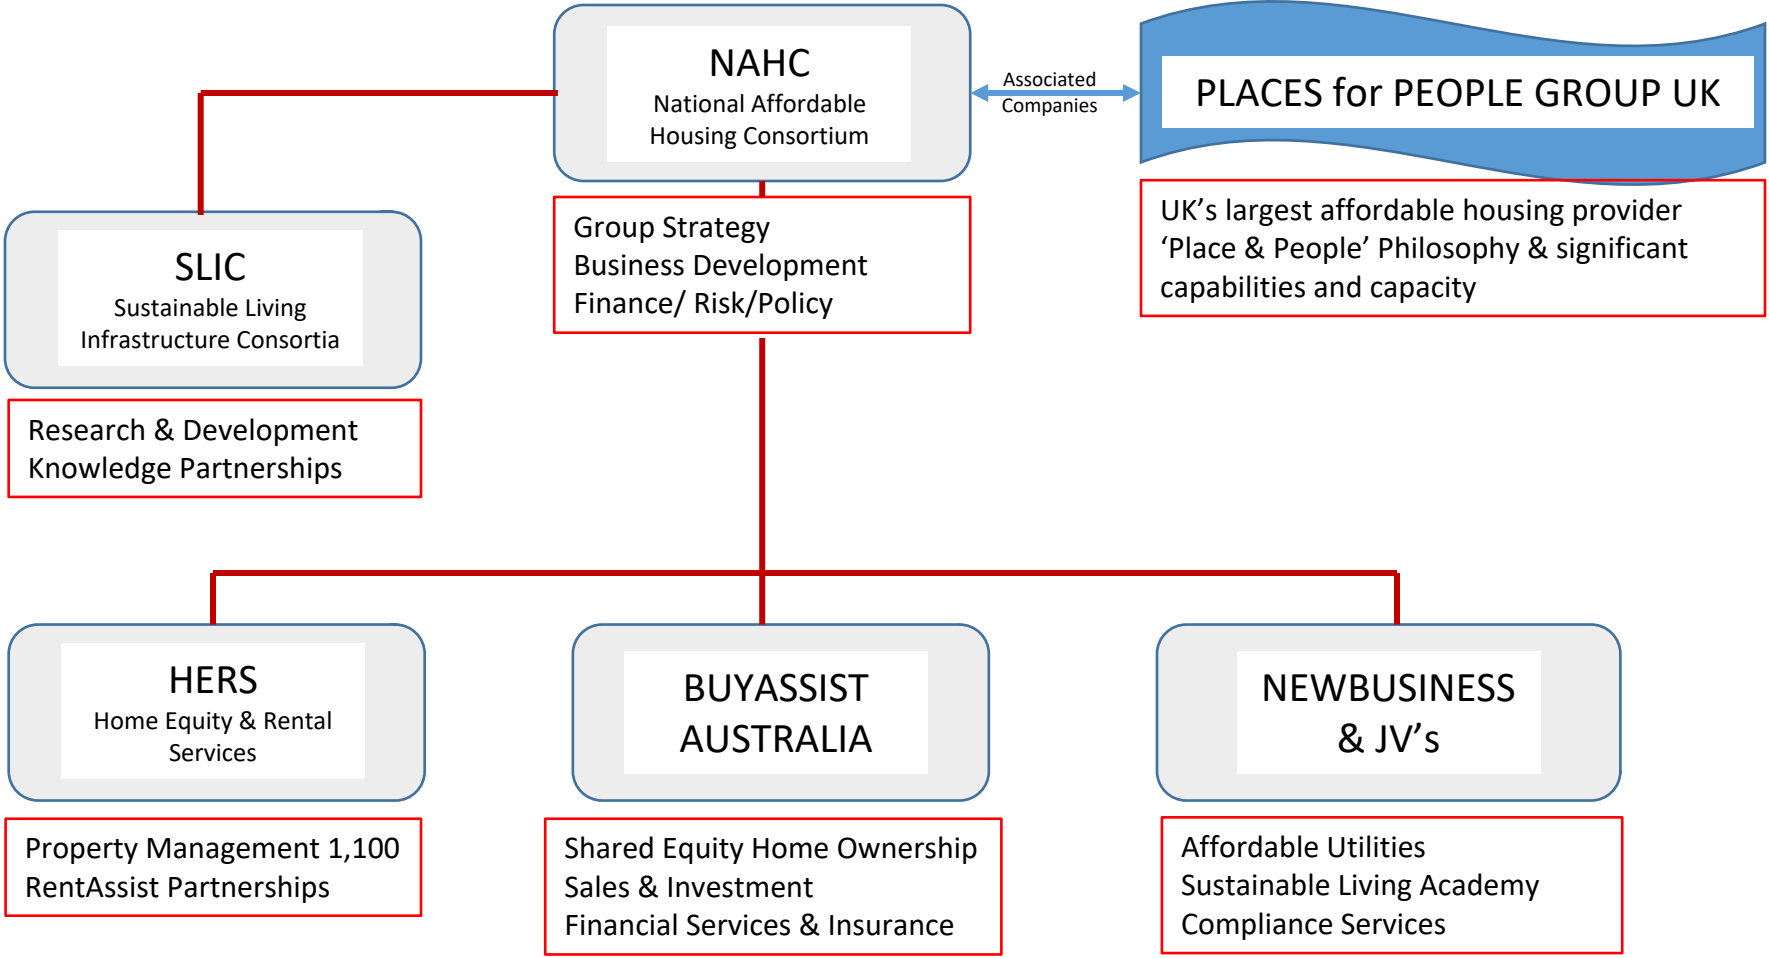 NAHC
National Affordable
Housing Consortium
Associated
Companies
PLACES for PEOPLE GROUP UK
Group Strategy
Business Development
Finance/ Risk/Policy
UK’s largest affordable housing provider
‘Place & People’ Philosophy & significant
capabilities and capacity
SLIC
Sustainable Living
Infrastructure Consortia
Research & Development
Knowledge Partnerships
HERS
Home Equity & Rental
Services
Property Management 1,100
RentAssist Partnerships
BUYASSIST
AUSTRALIA
Shared Equity Home Ownership
Sales & Investment
Financial Services & Insurance
NEWBUSINESS
& JV’s
Affordable Utilities
Sustainable Living Academy
Compliance Services